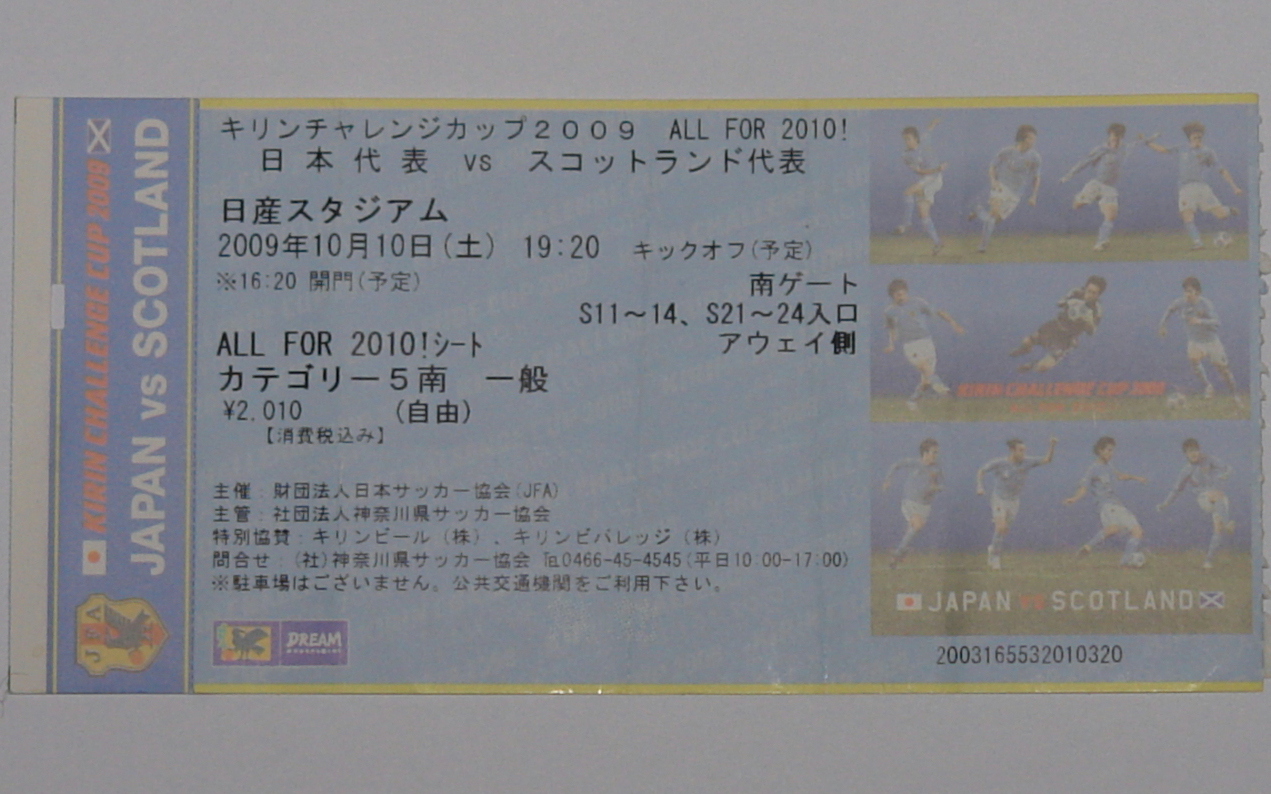 KIRIN CHALLENGE CUP 2009
JAPAN vs SCOTLAND
JFA
キリンチャレンジカップ2009 ALL FOR 2010!
日本代表 vs スコットランド代表
日産スタジアム
2009年10月10日(土) 19:20 キックオフ(予定)
※16:20 開門(予定)
南ゲート
S11～14、S21～24入口
アウェイ側
ALL FOR 2010!シート
カテゴリー5南 一般
¥2,010 (自由)
【消費税込み】
主催：財団法人日本サッカー協会(JFA)
主管：社団法人神奈川県サッカー協会
特別協賛：キリンビール（株）、キリンビバレッジ（株）
問合せ：(社)神奈川県サッカー協会 ℡0466-45-4545(平日10:00-17:00)
※駐車場はございません。公共交通機関をご利用下さい。
DREAM
KIRIN CHALLENGE CUP 2009
JAPAN vs SCOTLAND
2003165532010320